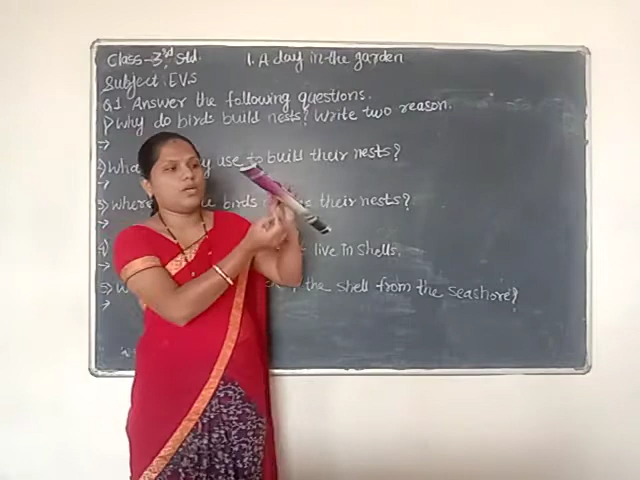 Class-3rd Std. 1. A day in the garden
Subject: EVS
Q.1 Answer the following questions.
1) Why do birds build nests? Write two reason.
→
2) What use to build their nests?
→
3) where birds their nests?
→
4) live in shells.
→
5) the shell from the seashore?
→